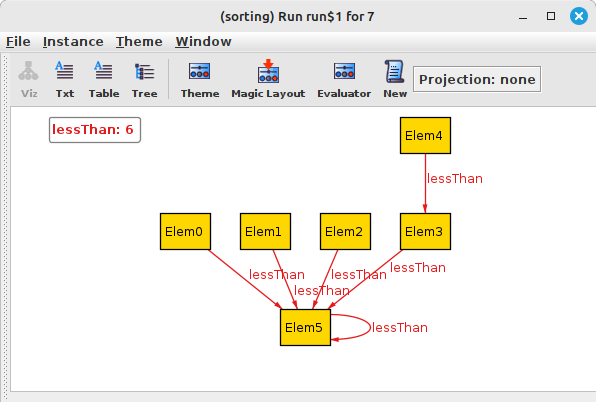 (sorting) Run run$1 for 7
File Instance Theme Window
Viz Txt Table Tree Theme Magic Layout Evaluator New Projection: none
lessThan: 6
Elem4
lessThan
Elem0 Elem1 Elem2 Elem3
lessThan lessThan lessThan lessThan
Elem5 lessThan